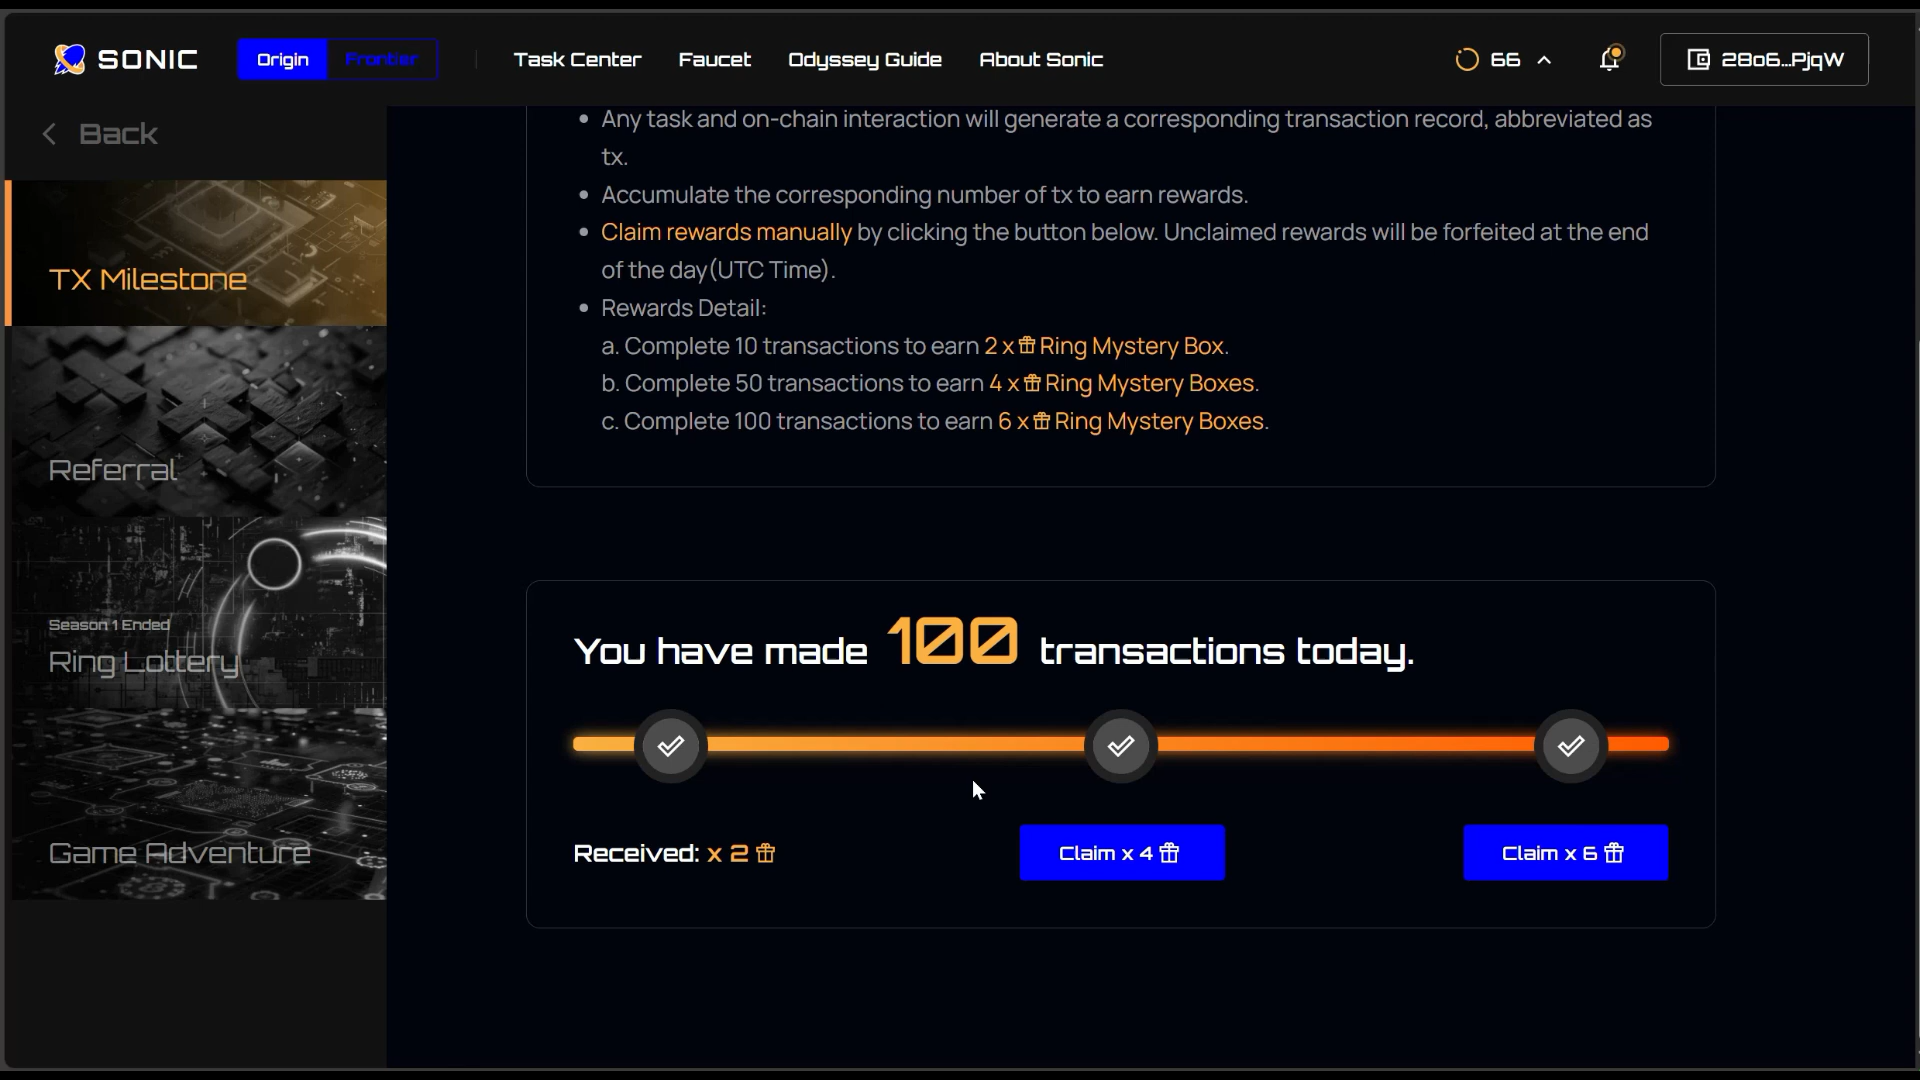 SONIC
Origin
Frontier
Task Center
Faucet
Odyssey Guide
About Sonic
66
28o6...PjqW
Back
TX Milestone
Referral
Season 1 Ended
Ring Lottery
Game Adventure
Any task and on-chain interaction will generate a corresponding transaction record, abbreviated as
tx.
Accumulate the corresponding number of tx to earn rewards.
Claim rewards manually by clicking the button below. Unclaimed rewards will be forfeited at the end
of the day(UTC Time).
Rewards Detail:
a. Complete 10 transactions to earn 2 x Ring Mystery Box.
b. Complete 50 transactions to earn 4 x Ring Mystery Boxes.
c. Complete 100 transactions to earn 6 x Ring Mystery Boxes.
You have made 100 transactions today.
Received: x 2
Claim x 4
Claim x 6